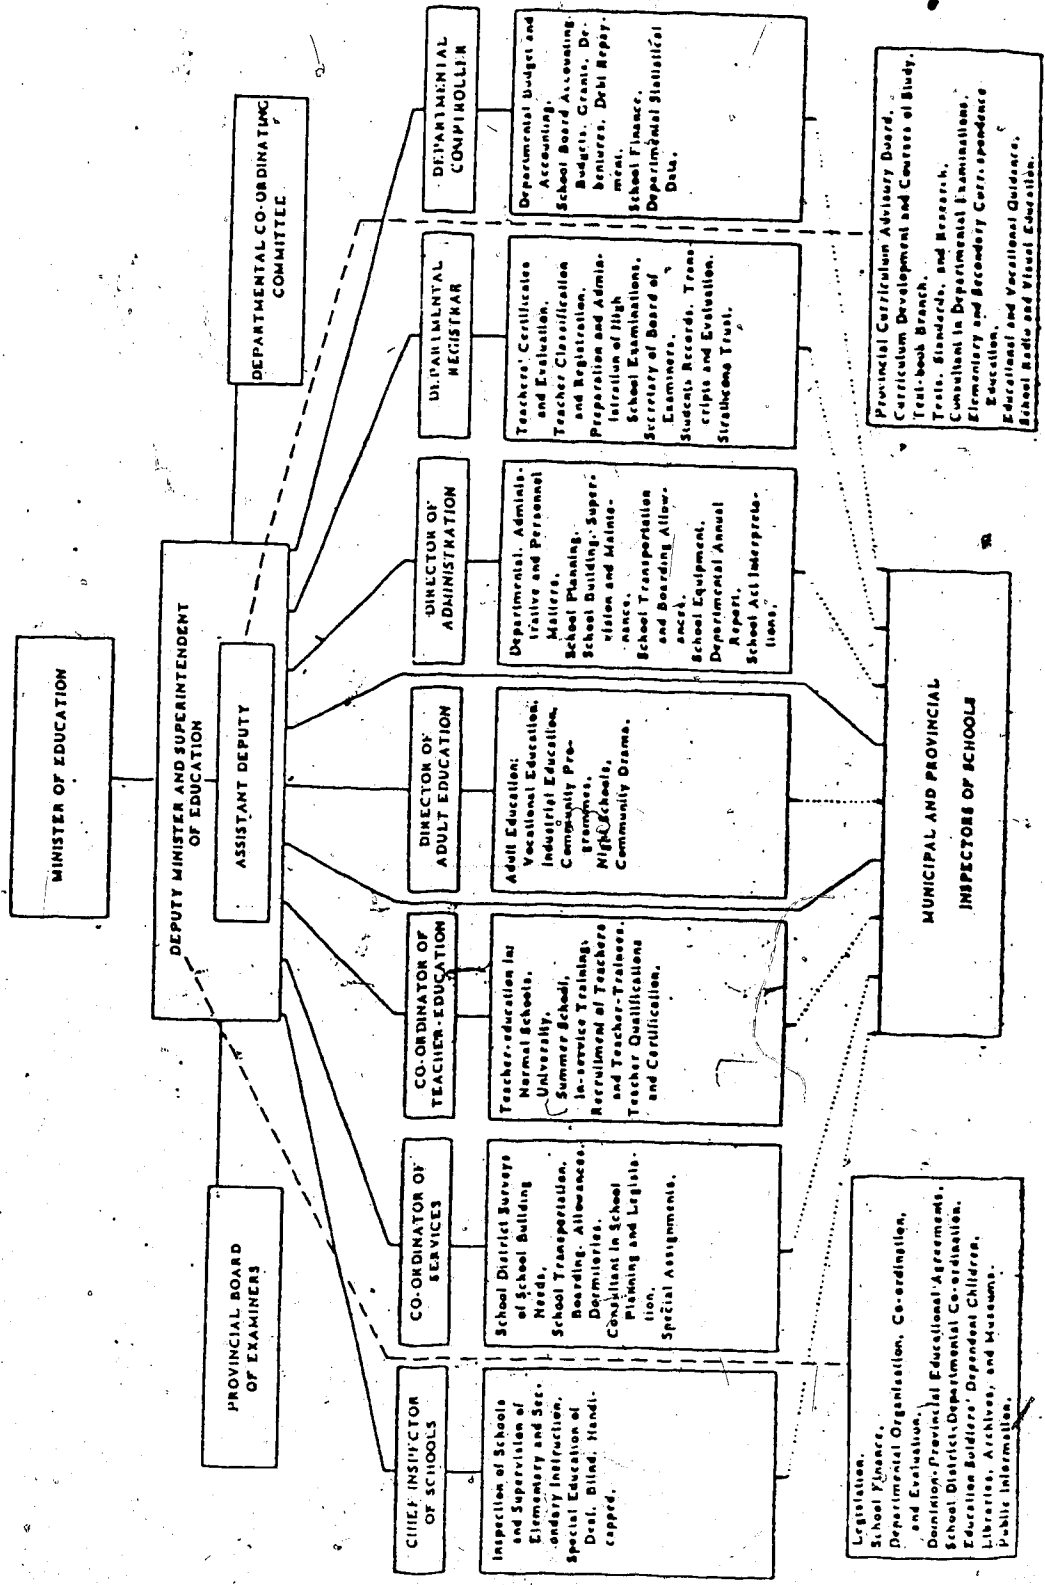 MINISTER OF EDUCATION
DEPUTY MINISTER AND SUPERINTENDENT
OF EDUCATION
ASSISTANT DEPUTY
PROVINCIAL BOARD
OF EXAMINERS
DEPARTMENTAL CO-ORDINATING
COMMITTEE
CHIEF INSPECTOR
OF SCHOOLS
CO-ORDINATOR OF
SERVICES
CO-ORDINATOR OF
TEACHER-EDUCATION
DIRECTOR OF
ADULT EDUCATION
DIRECTOR OF
ADMINISTRATION
DEPARTMENTAL
REGISTRAR
DEPARTMENTAL
COMPTROLLER
Inspection of Schools
and Supervision of
Elementary and Sec-
ondary Instruction.
Special Education of
Deaf, Blind, Handi-
capped.
School District Surveys
of School Building
Needs.
School Transportation.
Boarding. Allowances.
Dormitories.
Consultant in School
Planning and Legisla-
tion.
Special Assignments.
Teacher-education in:
Normal Schools.
University.
Summer School.
In-service Training.
Recruitment of Teachers
and Teacher-Trainees.
Teacher Qualifications
and Certification.
Adult Education:
Vocational Education.
Industrial Education.
Community Pro-
grammes.
Night Schools.
Community Drama.
Departmental. Adminis-
trative and Personnel
Matters.
School Planning.
School Building. Super-
vision and Mainte-
nance.
School Transportation
and Boarding Allow-
ances.
School Equipment.
Departmental Annual
Report.
School Act Interpreta-
tions.
Teachers' Certificates
and Evaluation.
Teacher Classification
and Registration.
Preparation and Admin-
istration of High
School Examinations.
Secretary of Board of
Examiners.
Students Records. Tran-
scripts and Evaluation.
Strathcona Trust.
Departmental Budget and
Accounting.
School Board Accounting.
Budgets. Grants. De-
bentures. Debt Repay-
ment.
School Finance.
Departmental Statistical
Data.
MUNICIPAL AND PROVINCIAL
INSPECTORS OF SCHOOLS
Legislation.
School Finance.
Departmental Organisation, Co-ordination,
and Evaluation.
Dominion-Provincial Educational Agreements.
School District-Departmental Co-ordination.
Education Soldiers' Dependent Children.
Libraries, Archives, and Museums.
Public Information.
Provincial Curriculum Advisory Board.
Curriculum Development and Courses of Study.
Text-book Branch.
Tests, Standards, and Research.
Consultant in Departmental Examinations.
Elementary and Secondary Correspondence
Education.
Educational and Vocational Guidance.
School Radio and Visual Education.